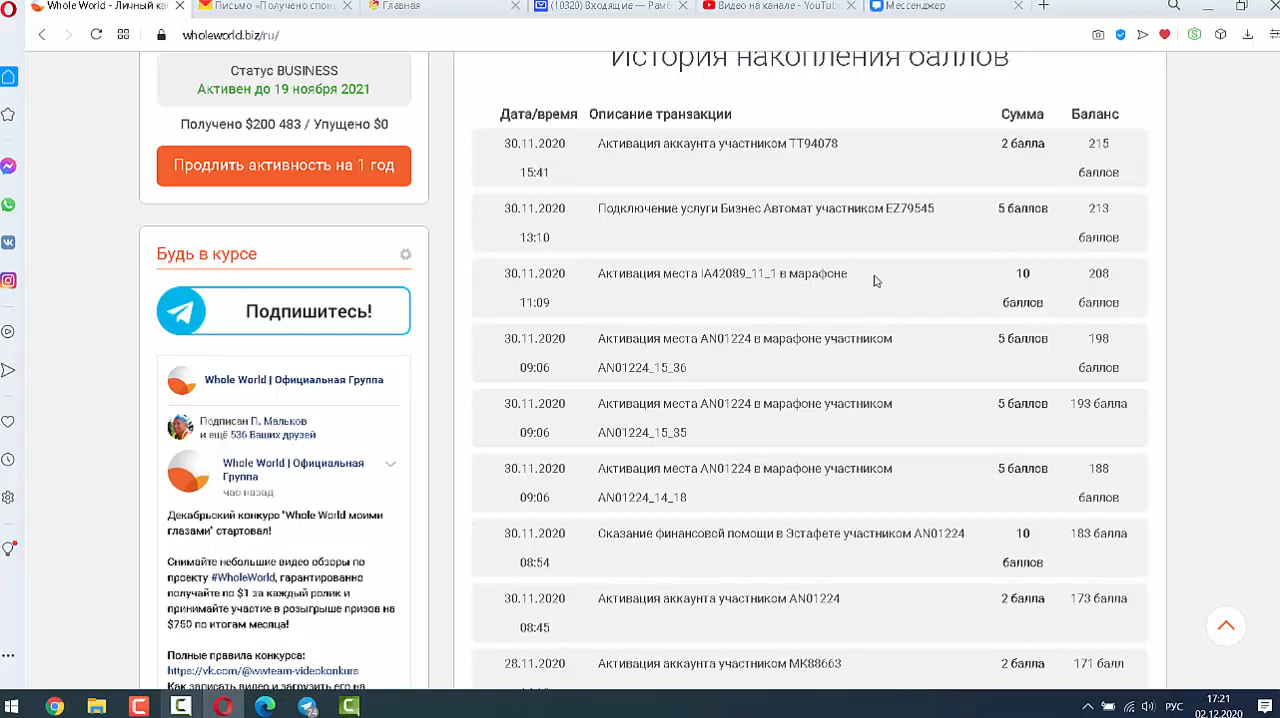 Whole World - Личный ка
Письмо «Получено спон
Главная
(10320) Входящие — Рамб
Видео на канале - YouTube
Мессенджер
wholeworld.biz/ru/
Статус BUSINESS
Активен до 19 ноября 2021
Получено $200 483 / Упущено $0
Продлить активность на 1 год
Будь в курсе
Подпишитесь!
Whole World | Официальная Группа
Подписан П. Мальков
и ещё 536 Ваших друзей
Whole World | Официальная
Группа
час назад
Декабрьский конкурс "Whole World моими
глазами" стартовал!
Снимайте небольшие видео обзоры по
проекту #WholeWorld, гарантированно
получайте по $1 за каждый ролик и
принимайте участие в розыгрыше призов на
$750 по итогам месяца!
Полные правила конкурса:
https://vk.com/@wwteam-videokonkurs
Как записать видео и загрузить его на
История накопления баллов
Дата/время Описание транзакции Сумма Баланс
30.11.2020 Активация аккаунта участником TT94078 2 балла 215
15:41 баллов
30.11.2020 Подключение услуги Бизнес Автомат участником EZ79545 5 баллов 213
13:10 баллов
30.11.2020 Активация места IA42089_11_1 в марафоне 10 208
11:09 баллов баллов
30.11.2020 Активация места AN01224 в марафоне участником 5 баллов 198
09:06 AN01224_15_36 баллов
30.11.2020 Активация места AN01224 в марафоне участником 5 баллов 193 балла
09:06 AN01224_15_35
30.11.2020 Активация места AN01224 в марафоне участником 5 баллов 188
09:06 AN01224_14_18 баллов
30.11.2020 Оказание финансовой помощи в Эстафете участником AN01224 10 183 балла
08:54 баллов
30.11.2020 Активация аккаунта участником AN01224 2 балла 173 балла
08:45
28.11.2020 Активация аккаунта участником MK88663 2 балла 171 балл
74
РУС
17:21
02.12.2020